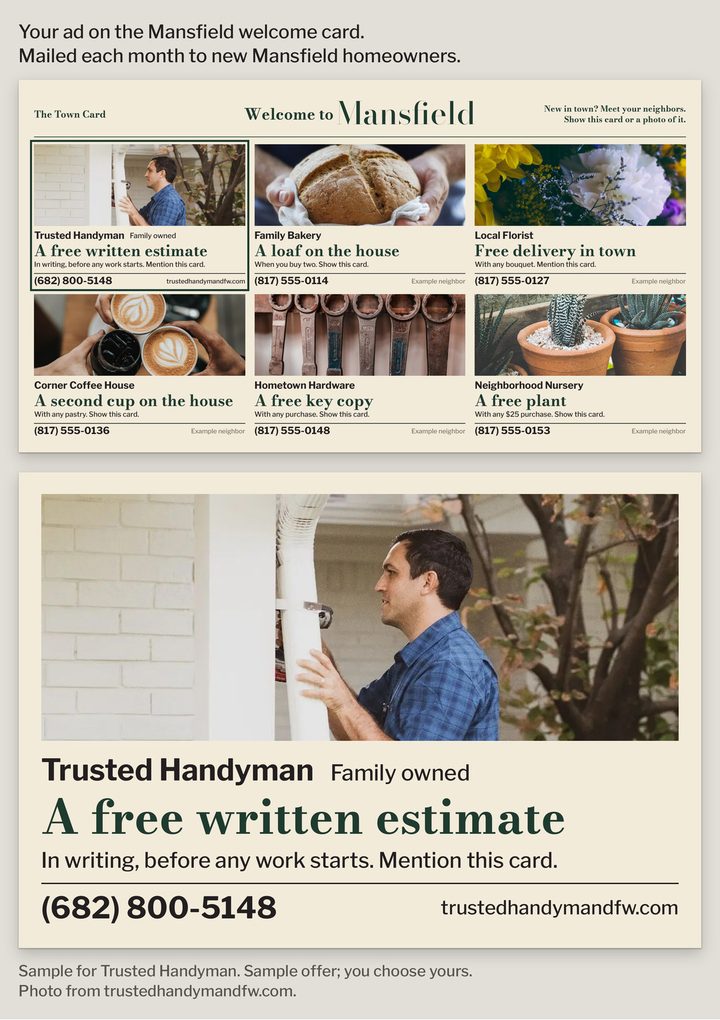 Your ad on the Mansfield welcome card.
Mailed each month to new Mansfield homeowners.
The Town Card
Welcome to Mansfield
New in town? Meet your neighbors.
Show this card or a photo of it.
Trusted Handyman Family owned
A free written estimate
In writing, before any work starts. Mention this card.
(682) 800-5148 trustedhandymandfw.com
Family Bakery
A loaf on the house
When you buy two. Show this card.
(817) 555-0114 Example neighbor
Local Florist
Free delivery in town
With any bouquet. Mention this card.
(817) 555-0127 Example neighbor
Corner Coffee House
A second cup on the house
With any pastry. Show this card.
(817) 555-0136 Example neighbor
Hometown Hardware
A free key copy
With any purchase. Show this card.
(817) 555-0148 Example neighbor
Neighborhood Nursery
A free plant
With any $25 purchase. Show this card.
(817) 555-0153 Example neighbor
Trusted Handyman Family owned
A free written estimate
In writing, before any work starts. Mention this card.
(682) 800-5148 trustedhandymandfw.com
Sample for Trusted Handyman. Sample offer; you choose yours.
Photo from trustedhandymandfw.com.